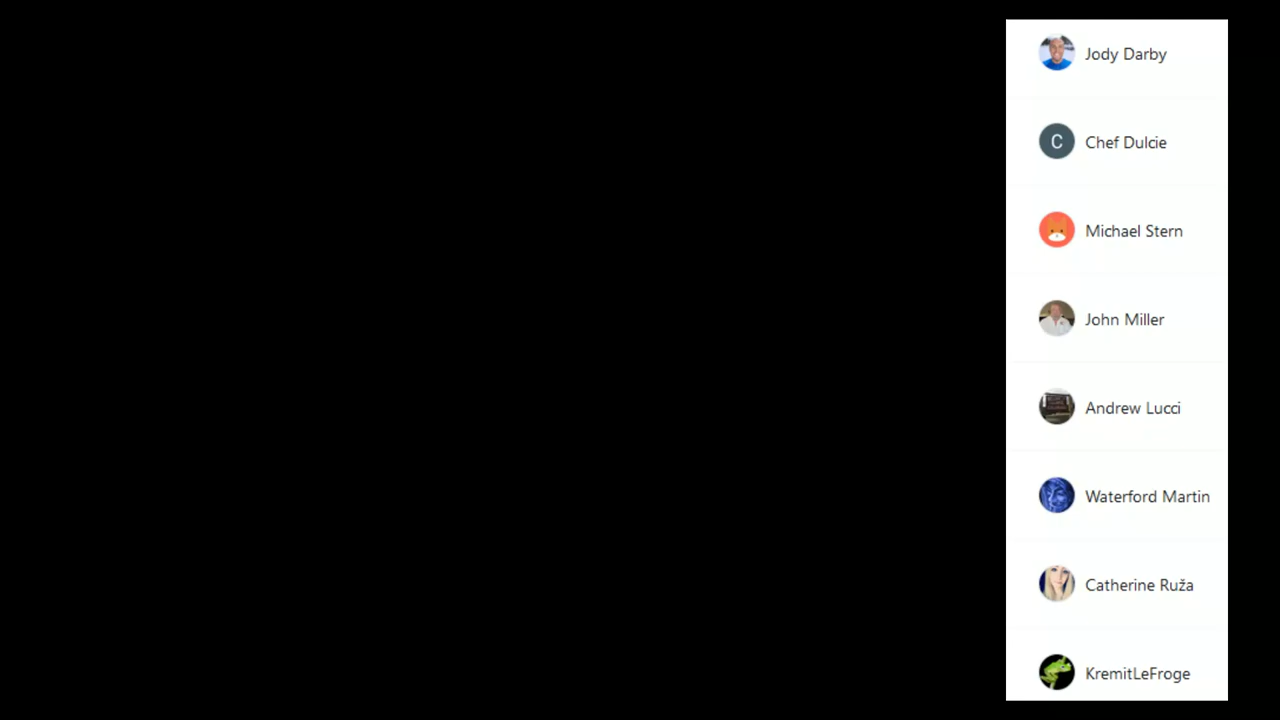 Jody Darby
C
Chef Dulcie
Michael Stern
John Miller
Andrew Lucci
Waterford Martin
Catherine Ruža
KremitLeFroge